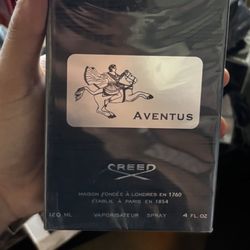 AVENTUS
CREED
MAISON FONDÉE À LONDRES EN 1760
ÉTABLIE À PARIS EN 1854
120 ML VAPORISATEUR SPRAY 4 FL.OZ